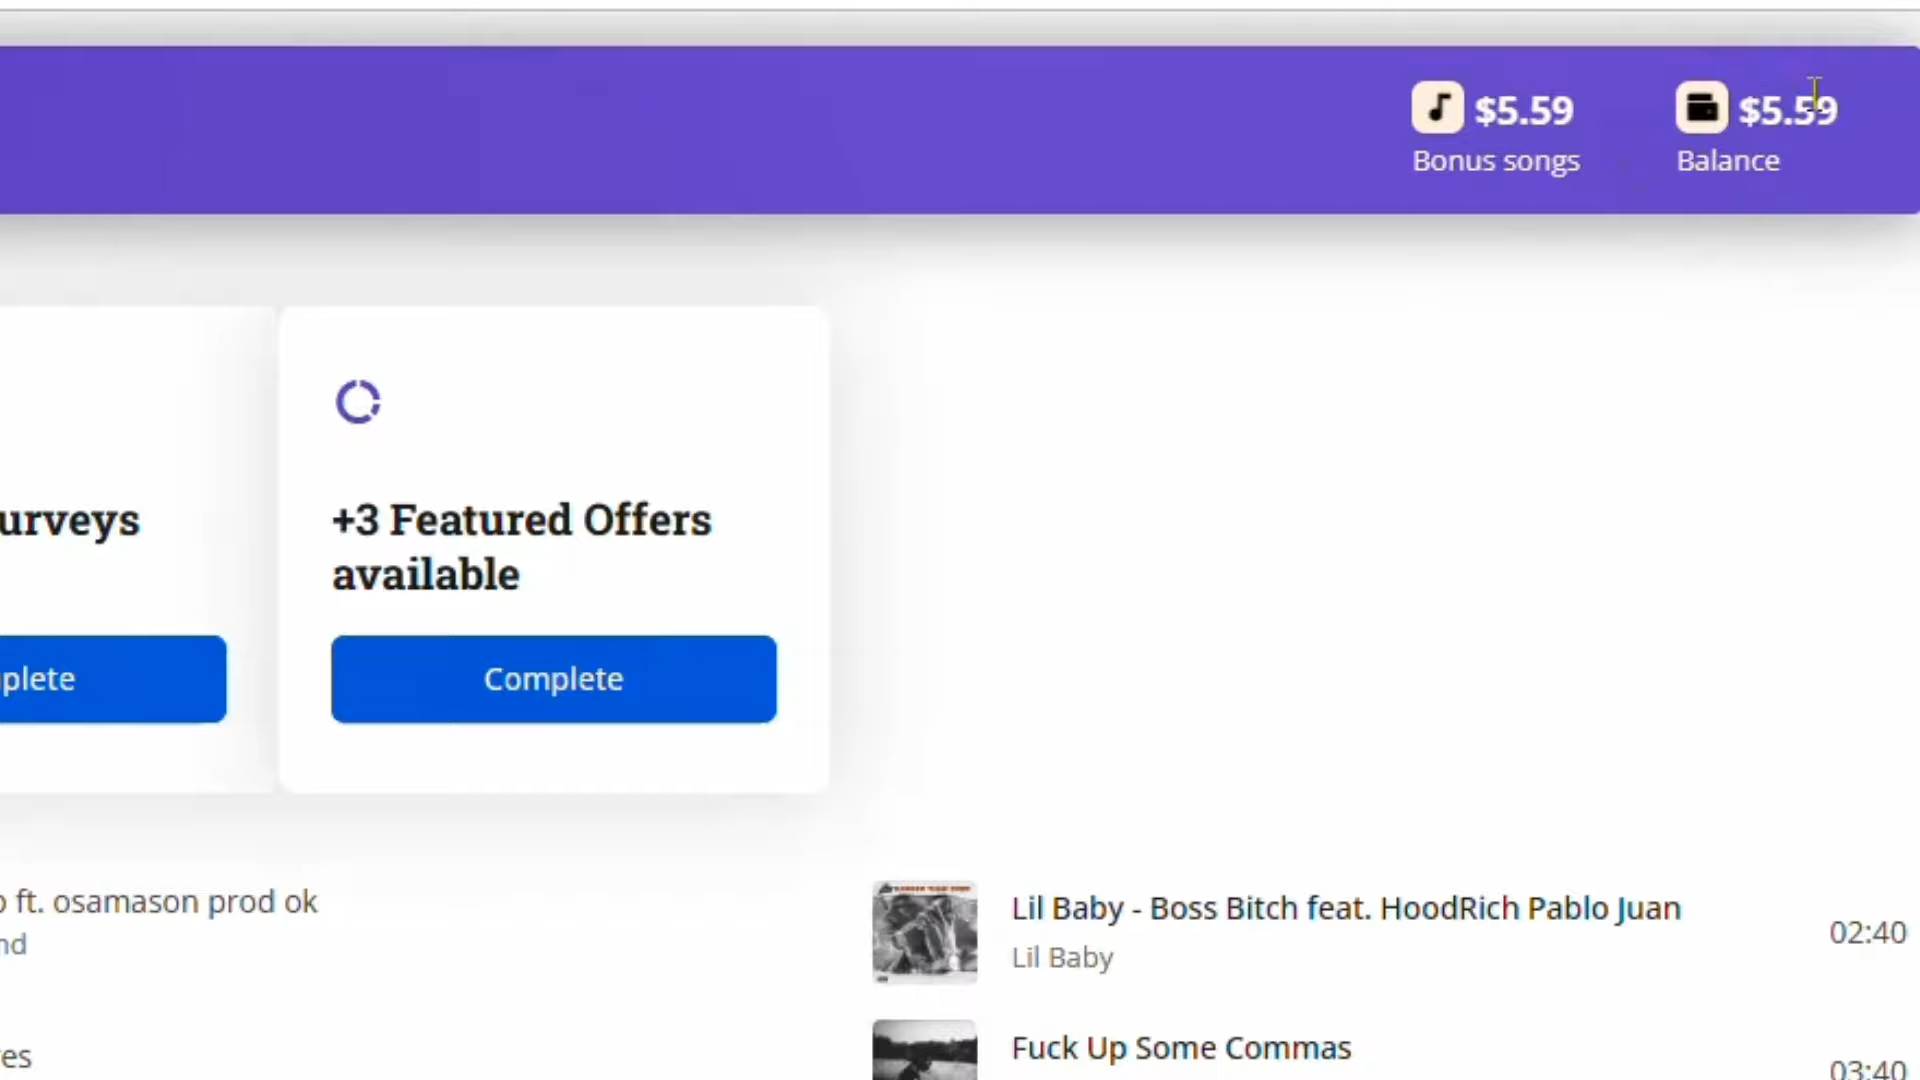 $5.59
Bonus songs
$5.59
Balance
urveys
+3 Featured Offers
available
plete
Complete
ft. osamason prod ok
nd
es
Lil Baby - Boss Bitch feat. HoodRich Pablo Juan
Lil Baby
02:40
Fuck Up Some Commas
03:40